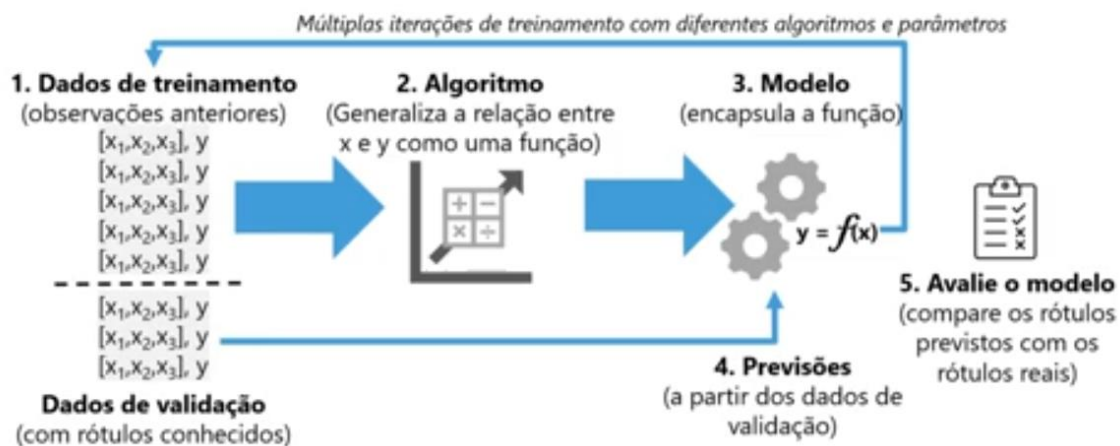 Múltiplas iterações de treinamento com diferentes algoritmos e parâmetros
1. Dados de treinamento
(observações anteriores)
[x₁,x₂,x₃], y
[x₁,x₂,x₃], y
[x₁,x₂,x₃], y
[x₁,x₂,x₃], y
[x₁,x₂,x₃], y
[x₁,x₂,x₃], y
[x₁,x₂,x₃], y
[x₁,x₂,x₃], y
Dados de validação
(com rótulos conhecidos)
2. Algoritmo
(Generaliza a relação entre
x e y como uma função)
+ −
× ÷
3. Modelo
(encapsula a função)
y = f(x)
4. Previsões
(a partir dos dados de
validação)
5. Avalie o modelo
(compare os rótulos
previstos com os
rótulos reais)